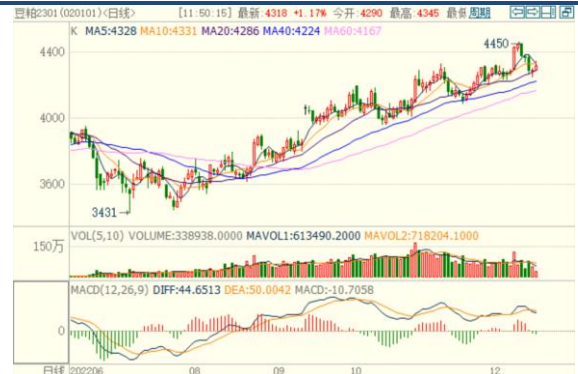 豆粕2301(020101)<日线> [11:50:15] 最新:4318 +1.17% 今开:4290 最高:4345 最低 周期
K MA5:4328 MA10:4331 MA20:4286 MA40:4224 MA60:4167
4450
4400
4000
3600
3431
VOL(5,10) VOLUME:338938.0000 MAVOL1:613490.2000 MAVOL2:718204.1000
150万
MACD(12,26,9) DIFF:44.6513 DEA:50.0042 MACD:-10.7058
0
日线 202206 08 09 10 12